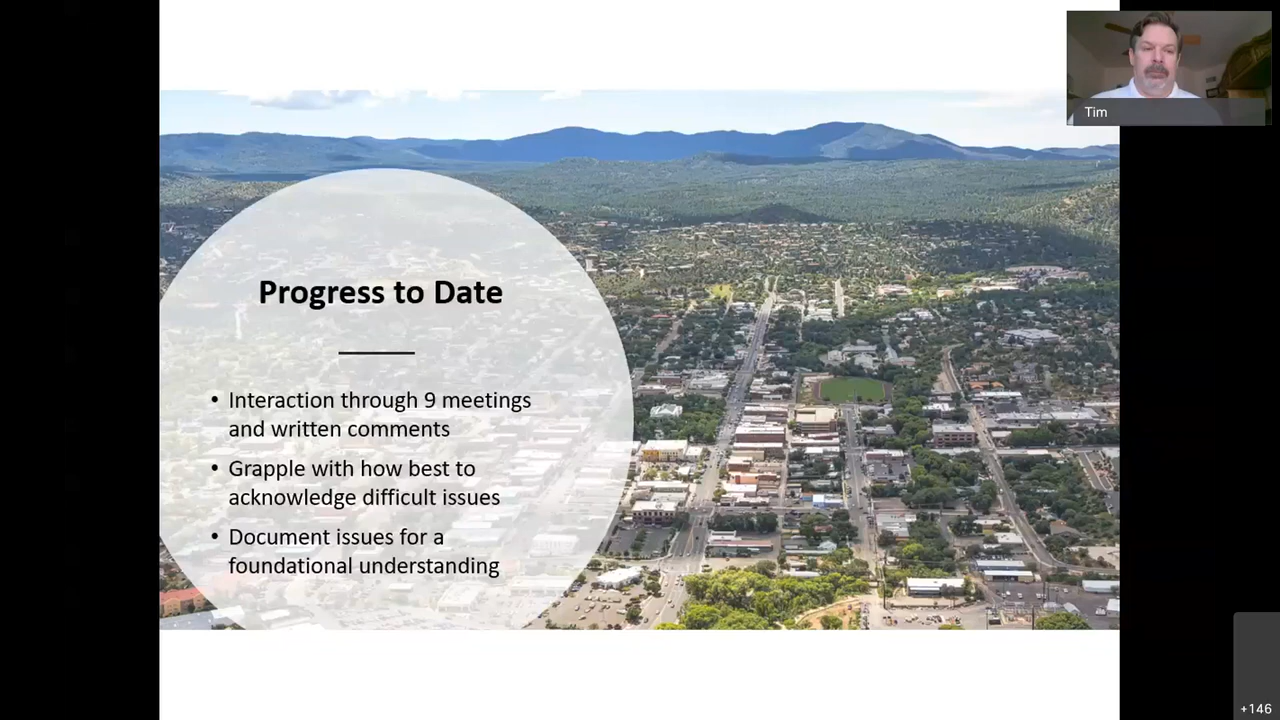 Tim
Progress to Date
• Interaction through 9 meetings
and written comments
• Grapple with how best to
acknowledge difficult issues
• Document issues for a
foundational understanding
+146